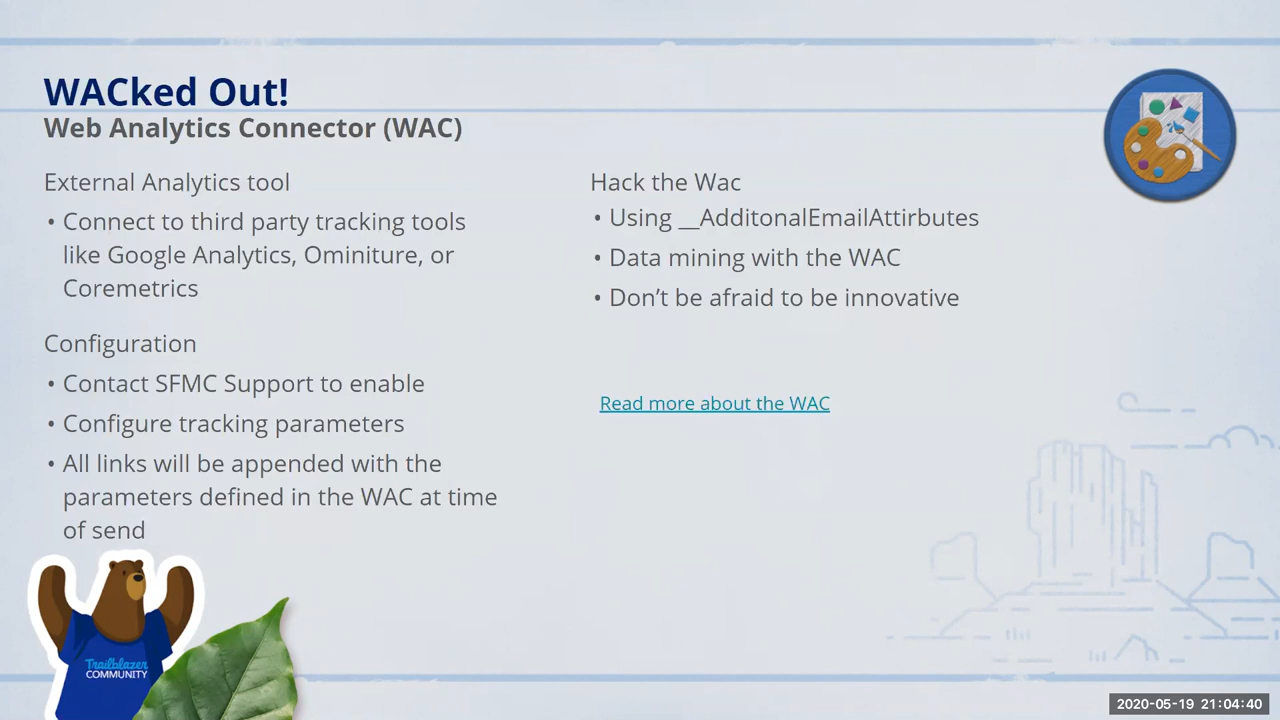 WACked Out!
Web Analytics Connector (WAC)
External Analytics tool
• Connect to third party tracking tools
like Google Analytics, Ominiture, or
Coremetrics
Configuration
• Contact SFMC Support to enable
• Configure tracking parameters
• All links will be appended with the
parameters defined in the WAC at time
of send
Hack the Wac
• Using __AdditonalEmailAttirbutes
• Data mining with the WAC
• Don’t be afraid to be innovative
Read more about the WAC
Trailblazer
COMMUNITY
2020-05-19 21:04:40